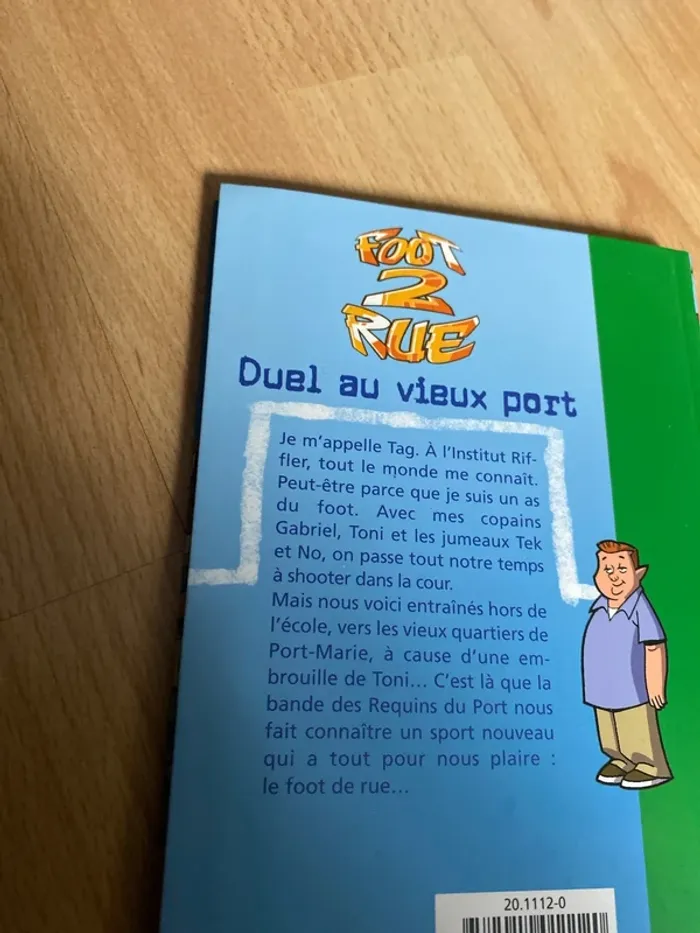 FOOT
2
RUE
Duel au vieux port
Je m'appelle Tag. À l'Institut Rif-
fler, tout le monde me connaît.
Peut-être parce que je suis un as
du foot. Avec mes copains
Gabriel, Toni et les jumeaux Tek
et No, on passe tout notre temps
à shooter dans la cour.
Mais nous voici entraînés hors de
l'école, vers les vieux quartiers de
Port-Marie, à cause d'une em-
brouille de Toni... C'est là que la
bande des Requins du Port nous
fait connaître un sport nouveau
qui a tout pour nous plaire :
le foot de rue...
20.1112-0